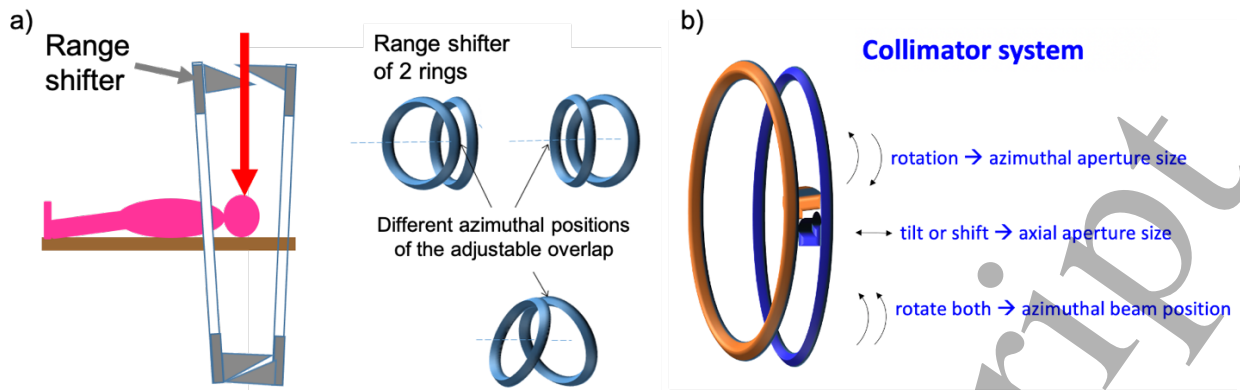 a)
Range
shifter
Range shifter
of 2 rings
Different azimuthal positions
of the adjustable overlap
b)
Collimator system
rotation → azimuthal aperture size
tilt or shift → axial aperture size
rotate both → azimuthal beam position
ript